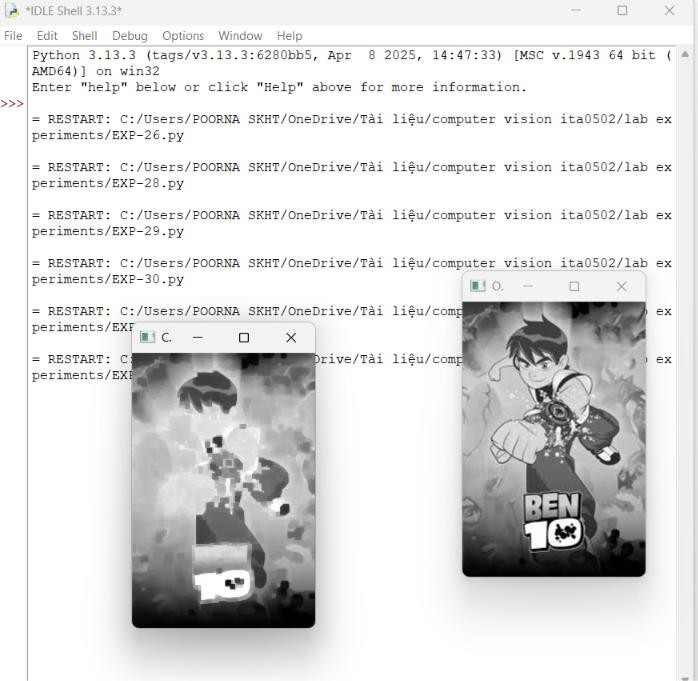 *IDLE Shell 3.13.3*
File Edit Shell Debug Options Window Help
Python 3.13.3 (tags/v3.13.3:6280bb5, Apr  8 2025, 14:47:33) [MSC v.1943 64 bit (
AMD64)] on win32
Enter "help" below or click "Help" above for more information.
>>>
= RESTART: C:/Users/POORNA SKHT/OneDrive/Tài liệu/computer vision ita0502/lab ex
periments/EXP-26.py
= RESTART: C:/Users/POORNA SKHT/OneDrive/Tài liệu/computer vision ita0502/lab ex
periments/EXP-28.py
= RESTART: C:/Users/POORNA SKHT/OneDrive/Tài liệu/computer vision ita0502/lab ex
periments/EXP-29.py
= RESTART: C:/Users/POORNA SKHT/OneDrive/Tài liệu/computer vision ita0502/lab ex
periments/EXP-30.py
O.
= RESTART: C:/Users/POORNA SKHT/OneDrive/Tài liệu/comp b ex
periments/EXP
C.
= RESTART: C: Drive/Tài liệu/comp b ex
periments/EXP
BEN
10
10